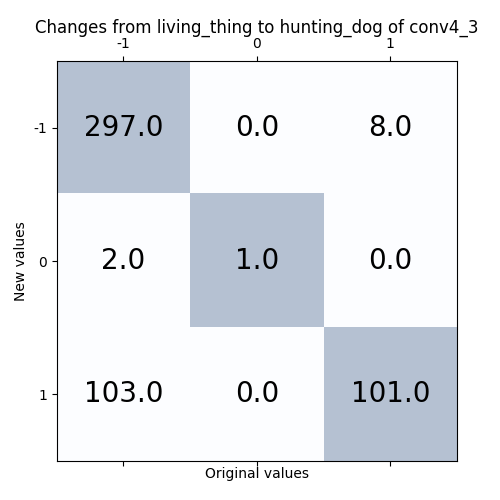 Changes from living_thing to hunting_dog of conv4_3
-1 0 1
-1 297.0 0.0 8.0
0 2.0 1.0 0.0
1 103.0 0.0 101.0
New values
Original values